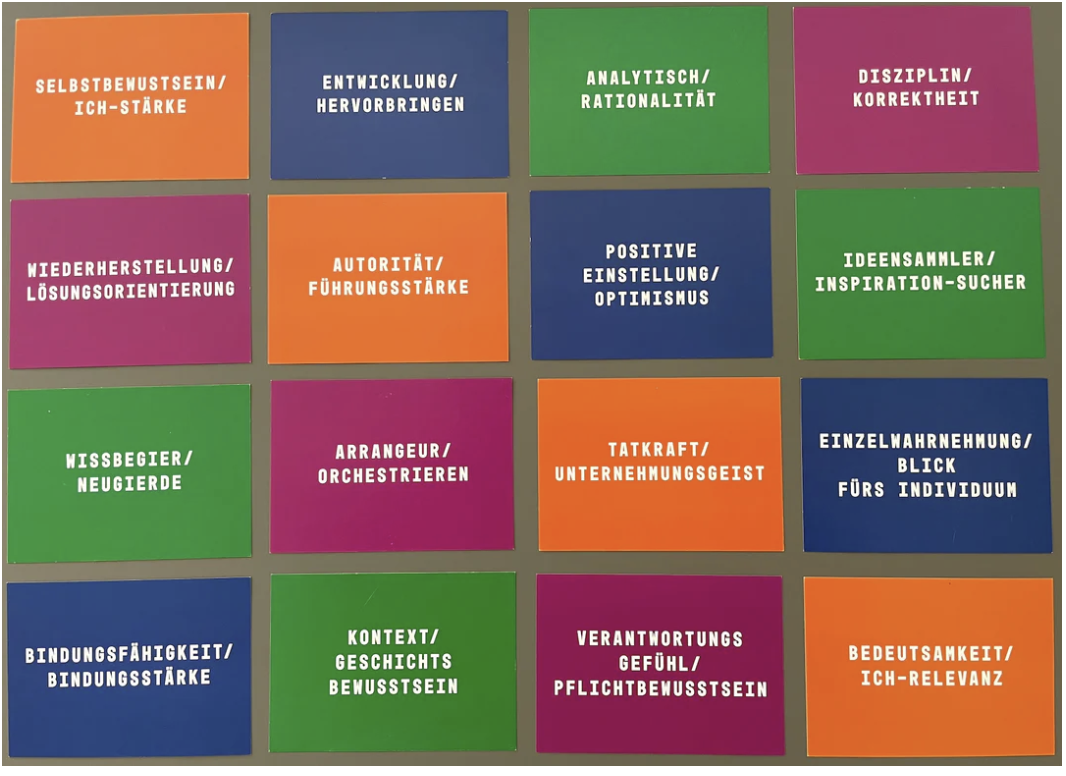 SELBSTBEWUSTSEIN/
ICH-STÄRKE
ENTWICKLUNG/
HERVORBRINGEN
ANALYTISCH/
RATIONALITÄT
DISZIPLIN/
KORREKTHEIT
WIEDERHERSTELLUNG/
LÖSUNGSORIENTIERUNG
AUTORITÄT/
FÜHRUNGSSTÄRKE
POSITIVE
EINSTELLUNG/
OPTIMISMUS
IDEENSAMMLER/
INSPIRATION-SUCHER
WISSBEGIER/
NEUGIERDE
ARRANGEUR/
ORCHESTRIEREN
TATKRAFT/
UNTERNEHMUNGSGEIST
EINZELWAHRNEHMUNG/
BLICK
FÜRS INDIVIDUUM
BINDUNGSFÄHIGKEIT/
BINDUNGSSTÄRKE
KONTEXT/
GESCHICHTS
BEWUSSTSEIN
VERANTWORTUNGS
GEFÜHL/
PFLICHTBEWUSSTSEIN
BEDEUTSAMKEIT/
ICH-RELEVANZ